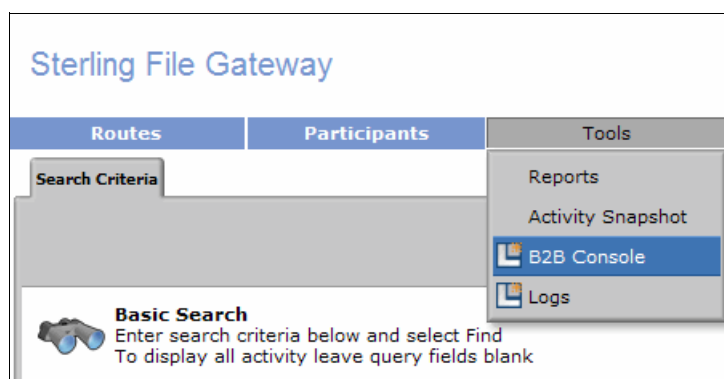 Sterling File Gateway
Routes Participants Tools
Search Criteria
Reports
Activity Snapshot
B2B Console
Logs
Basic Search
Enter search criteria below and select Find
To display all activity leave query fields blank